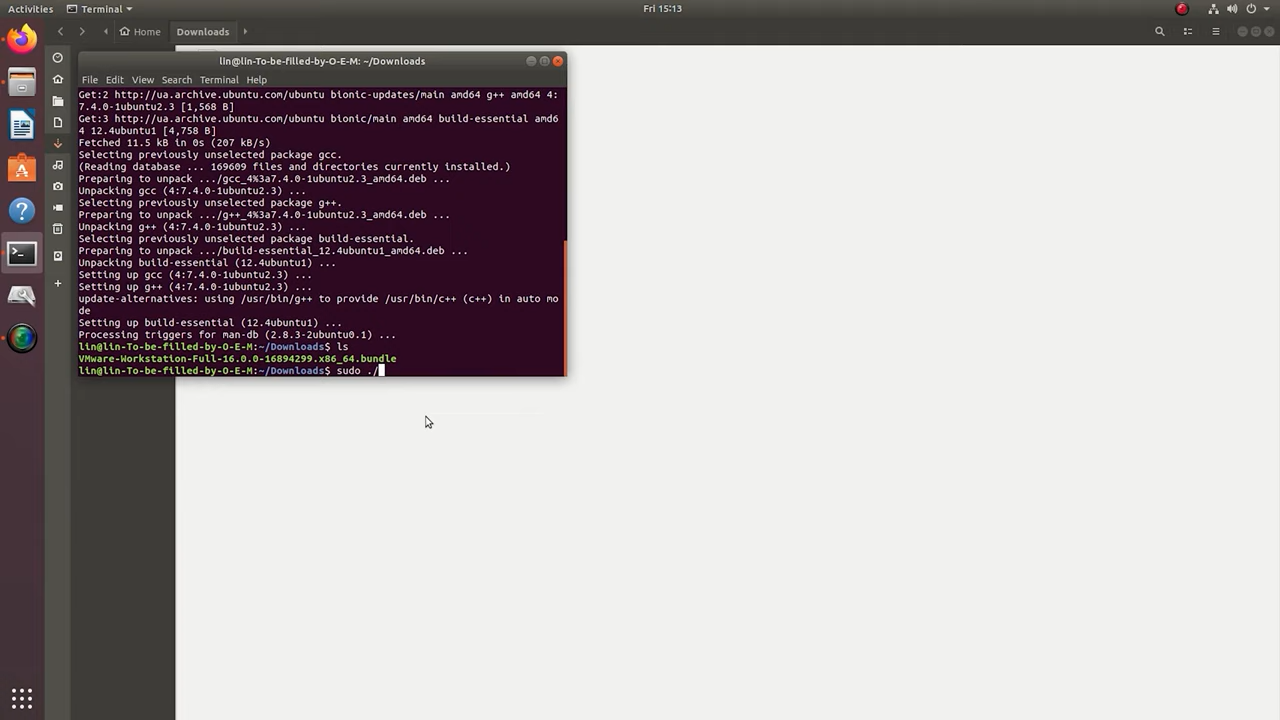 Activities
Terminal
Fri 15:13
Home
Downloads
lin@lin-To-be-filled-by-O-E-M: ~/Downloads
File Edit View Search Terminal Help
Get:2 http://ua.archive.ubuntu.com/ubuntu bionic-updates/main amd64 g++ amd64 4:
7.4.0-1ubuntu2.3 [1,568 B]
Get:3 http://ua.archive.ubuntu.com/ubuntu bionic/main amd64 build-essential amd6
4 12.4ubuntu1 [4,758 B]
Fetched 11.5 kB in 0s (207 kB/s)
Selecting previously unselected package gcc.
(Reading database ... 169609 files and directories currently installed.)
Preparing to unpack .../gcc_4%3a7.4.0-1ubuntu2.3_amd64.deb ...
Unpacking gcc (4:7.4.0-1ubuntu2.3) ...
Selecting previously unselected package g++.
Preparing to unpack .../g++_4%3a7.4.0-1ubuntu2.3_amd64.deb ...
Unpacking g++ (4:7.4.0-1ubuntu2.3) ...
Selecting previously unselected package build-essential.
Preparing to unpack .../build-essential_12.4ubuntu1_amd64.deb ...
Unpacking build-essential (12.4ubuntu1) ...
Setting up gcc (4:7.4.0-1ubuntu2.3) ...
Setting up g++ (4:7.4.0-1ubuntu2.3) ...
update-alternatives: using /usr/bin/g++ to provide /usr/bin/c++ (c++) in auto mo
de
Setting up build-essential (12.4ubuntu1) ...
Processing triggers for man-db (2.8.3-2ubuntu0.1) ...
lin@lin-To-be-filled-by-O-E-M:~/Downloads$ ls
VMware-Workstation-Full-16.0.0-16894299.x86_64.bundle
lin@lin-To-be-filled-by-O-E-M:~/Downloads$ sudo ./